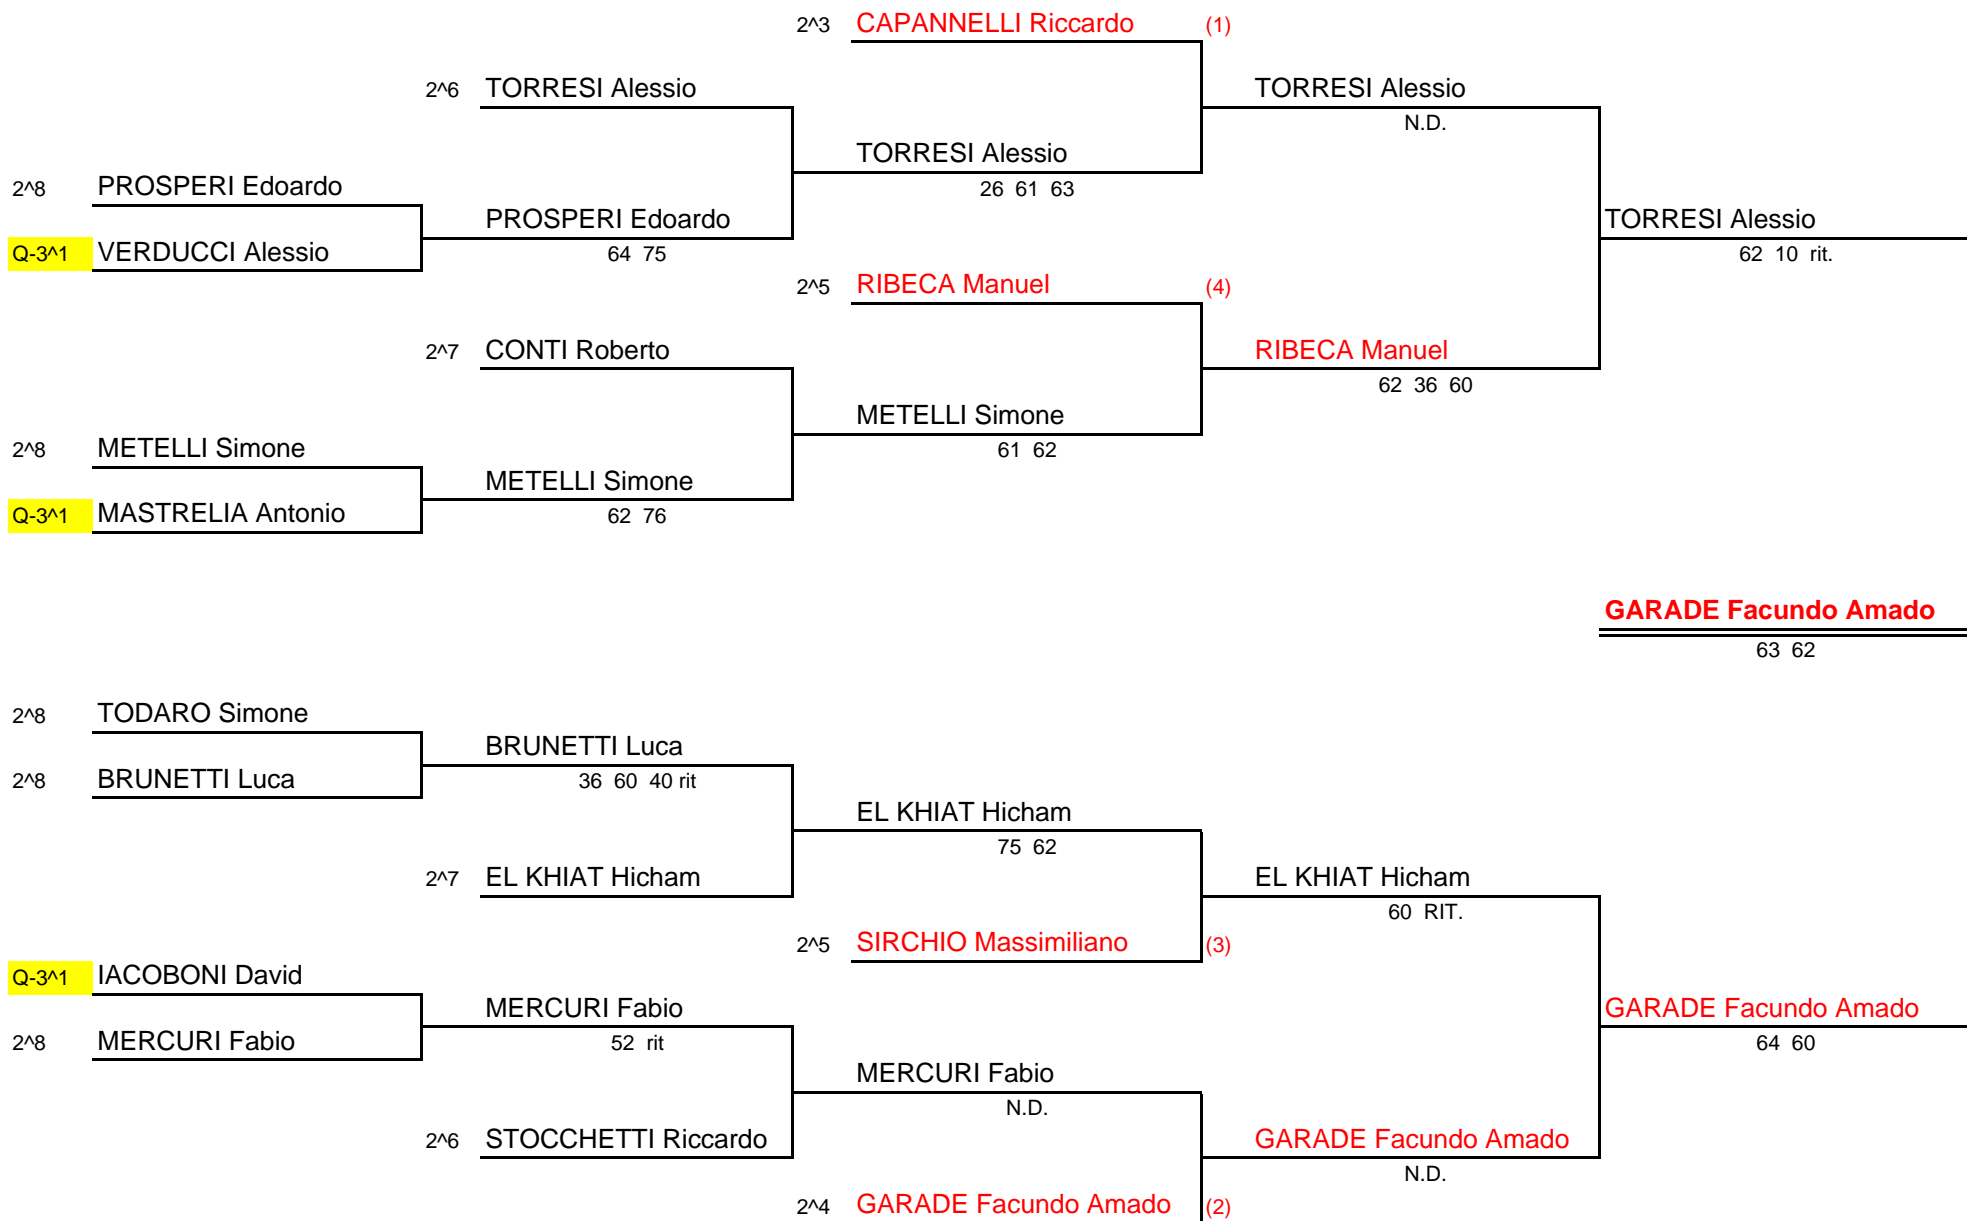 2^3 CAPANNELLI Riccardo (1)
2^6 TORRESI Alessio TORRESI Alessio
N.D.
TORRESI Alessio
2^8 PROSPERI Edoardo 26 61 63
PROSPERI Edoardo TORRESI Alessio
Q-3^1 VERDUCCI Alessio 64 75 62 10 rit.
2^5 RIBECA Manuel (4)
2^7 CONTI Roberto RIBECA Manuel
62 36 60
METELLI Simone
2^8 METELLI Simone 61 62
METELLI Simone
Q-3^1 MASTRELIA Antonio 62 76
GARADE Facundo Amado
63 62
2^8 TODARO Simone
BRUNETTI Luca
2^8 BRUNETTI Luca 36 60 40 rit
EL KHIAT Hicham
75 62
2^7 EL KHIAT Hicham EL KHIAT Hicham
60 RIT.
2^5 SIRCHIO Massimiliano (3)
Q-3^1 IACOBONI David
MERCURI Fabio GARADE Facundo Amado
2^8 MERCURI Fabio 52 rit 64 60
MERCURI Fabio
N.D.
2^6 STOCCHETTI Riccardo GARADE Facundo Amado
N.D.
2^4 GARADE Facundo Amado (2)